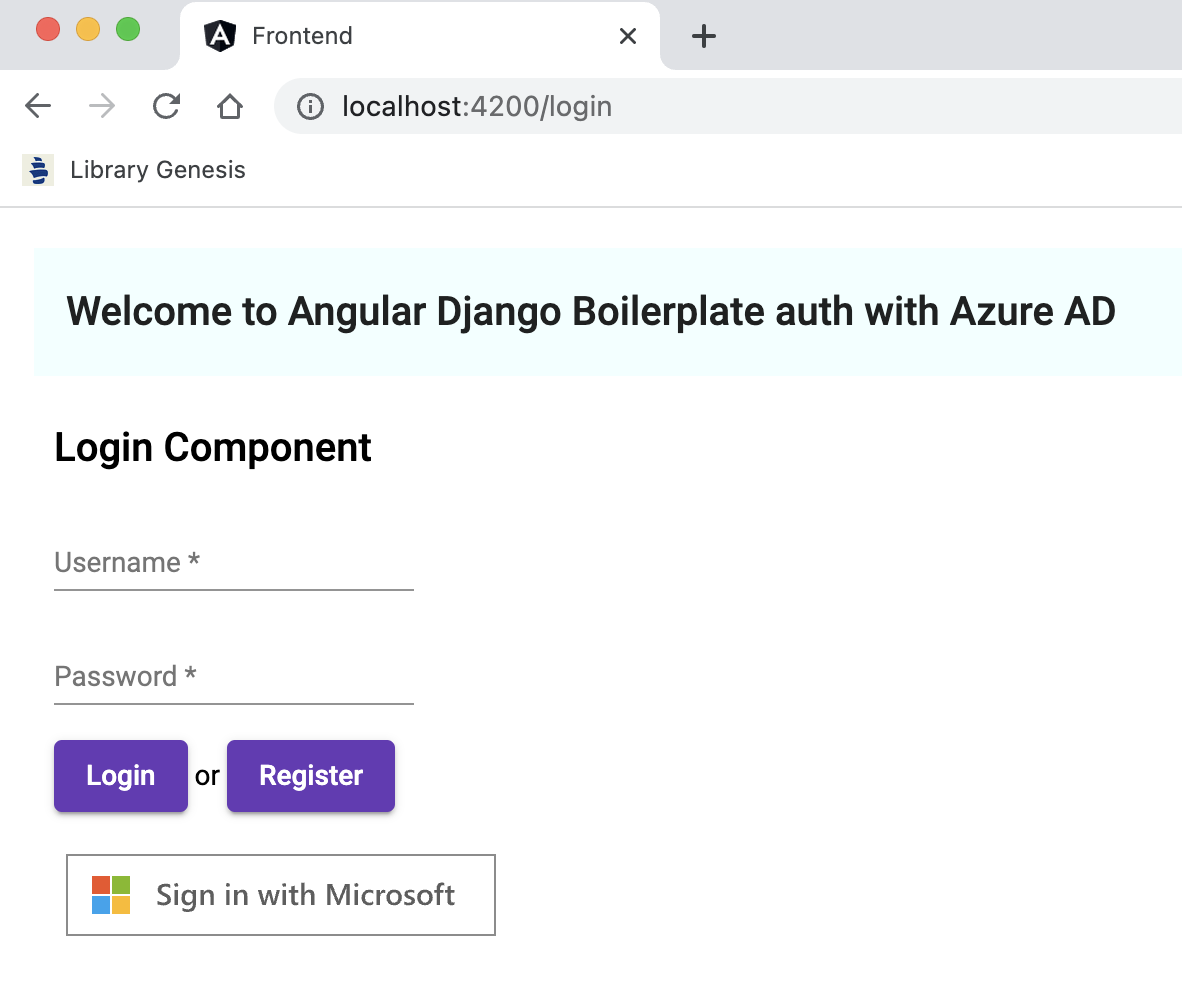 Frontend
localhost:4200/login
Library Genesis
Welcome to Angular Django Boilerplate auth with Azure AD
Login Component
Username *
Password *
Login or Register
Sign in with Microsoft